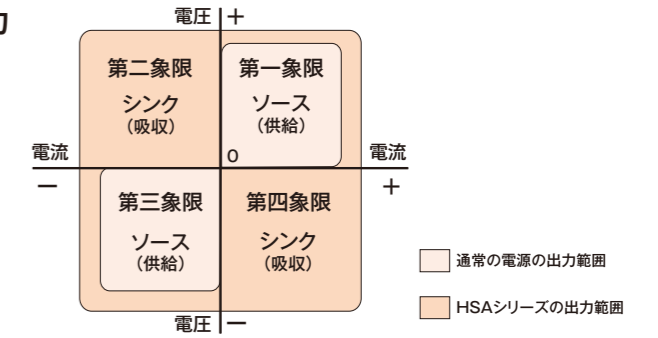 電圧 +
第二象限
シンク
(吸収)
第一象限
ソース
(供給)
電流
0
電流
−
+
第三象限
ソース
(供給)
第四象限
シンク
(吸収)
電圧 −
通常の電源の出力範囲
HSAシリーズの出力範囲